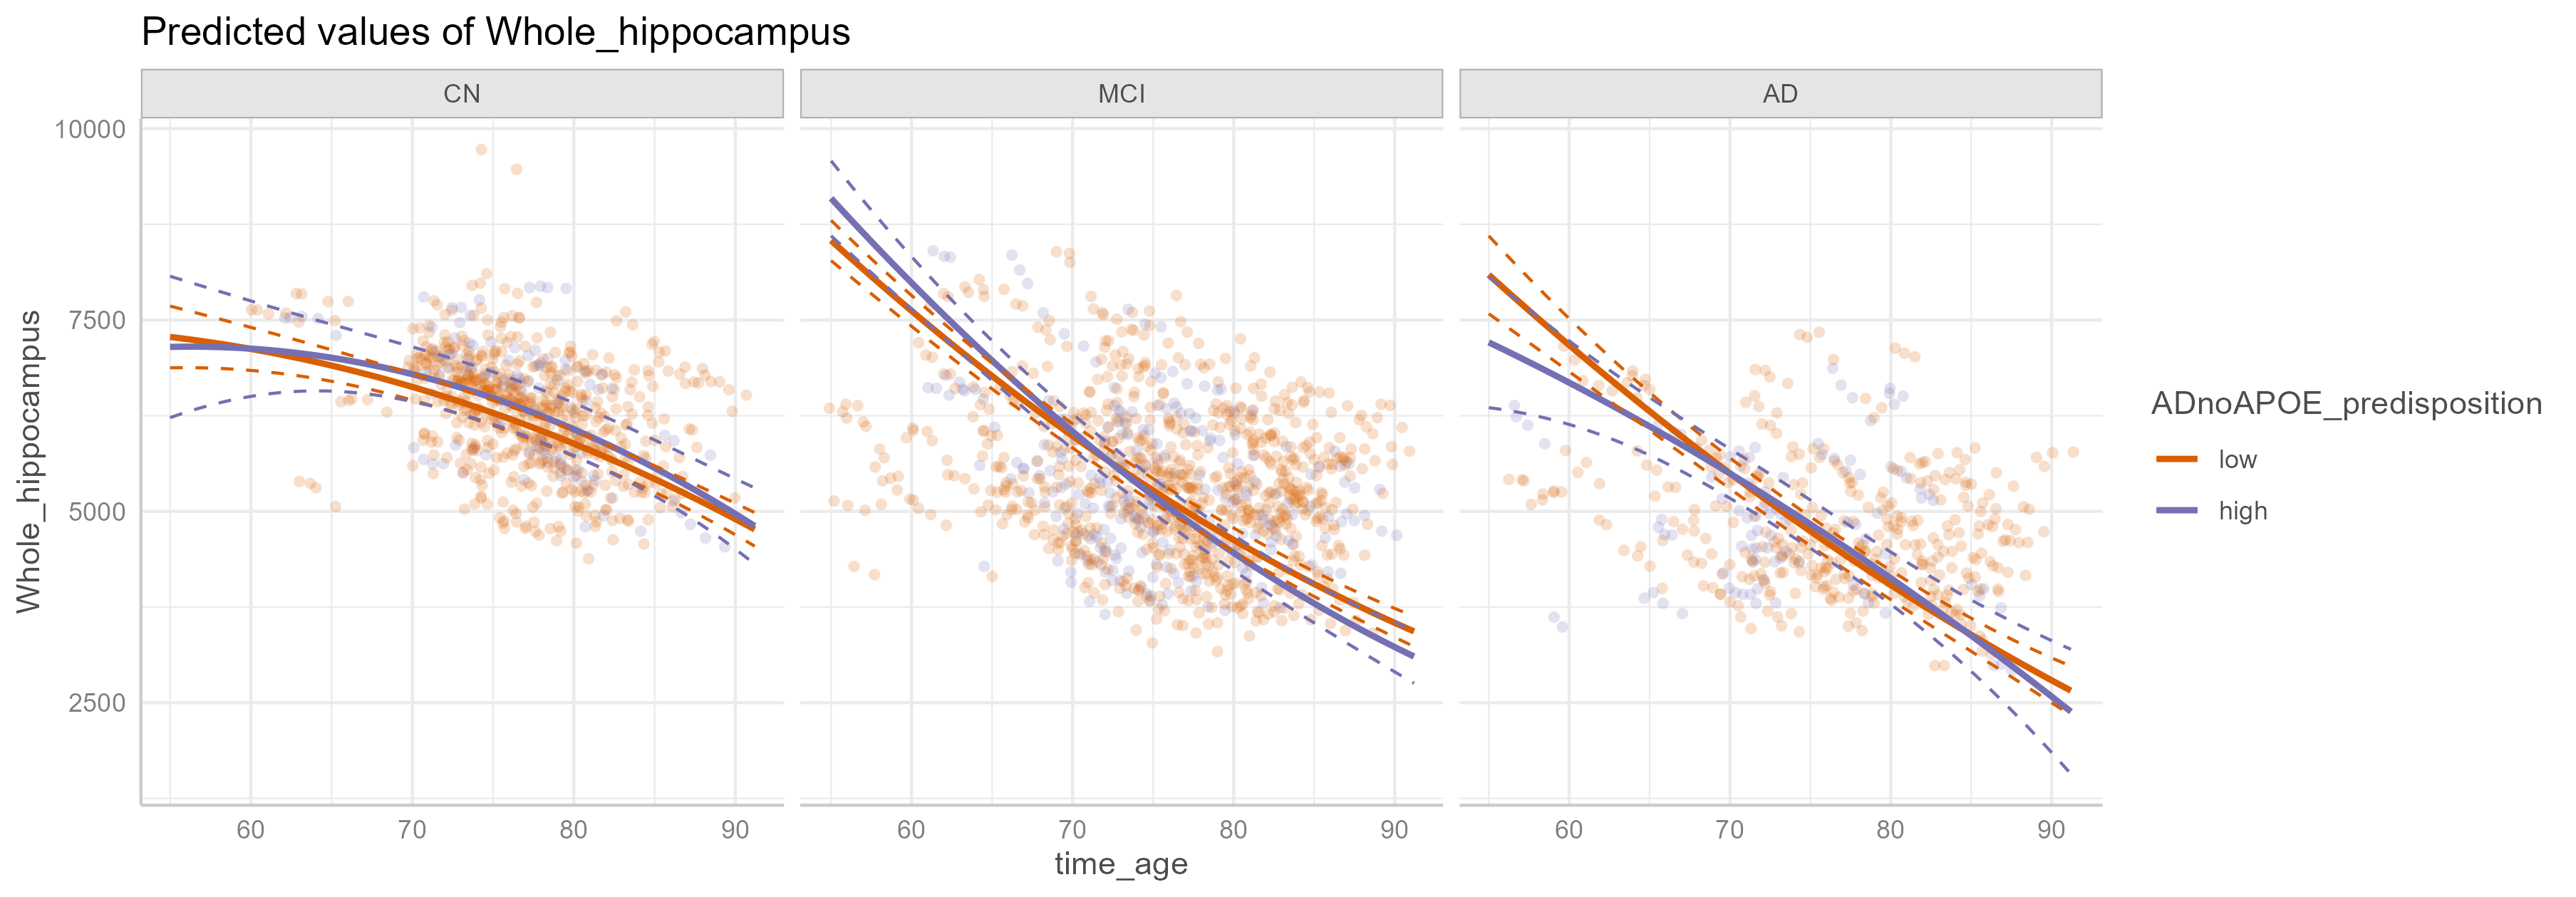 Predicted values of Whole_hippocampus
CN
MCI
AD
10000
7500
5000
2500
Whole_hippocampus
60 70 80 90
60 70 80 90
60 70 80 90
time_age
ADnoAPOE_predisposition
low
high